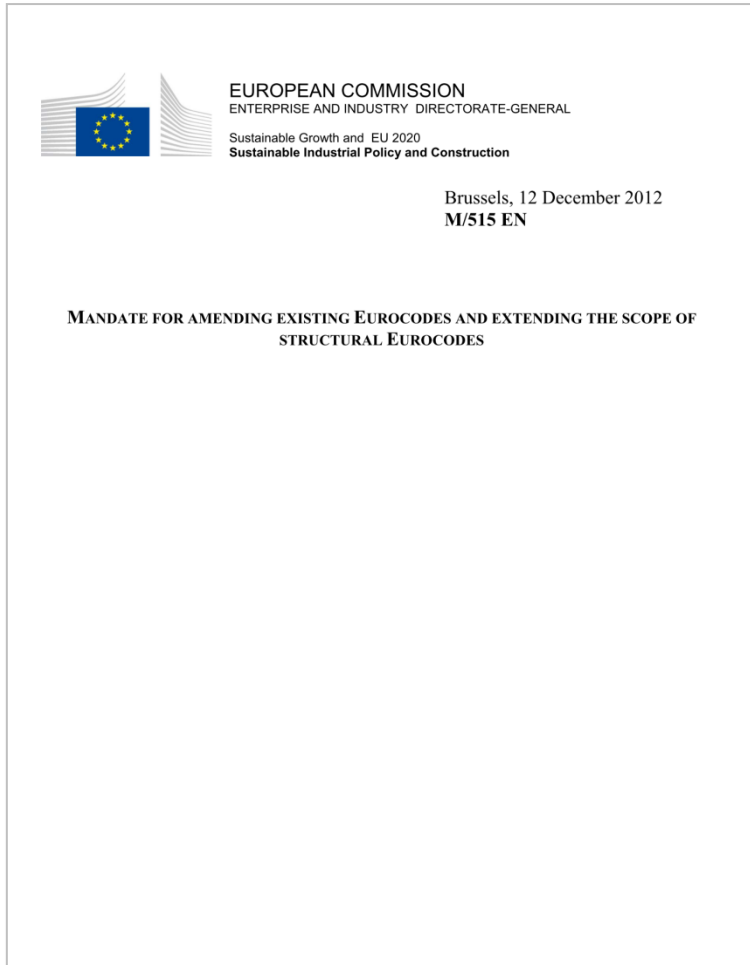 EUROPEAN COMMISSION
ENTERPRISE AND INDUSTRY DIRECTORATE-GENERAL
Sustainable Growth and EU 2020
Sustainable Industrial Policy and Construction
Brussels, 12 December 2012
M/515 EN
MANDATE FOR AMENDING EXISTING EUROCODES AND EXTENDING THE SCOPE OF
STRUCTURAL EUROCODES